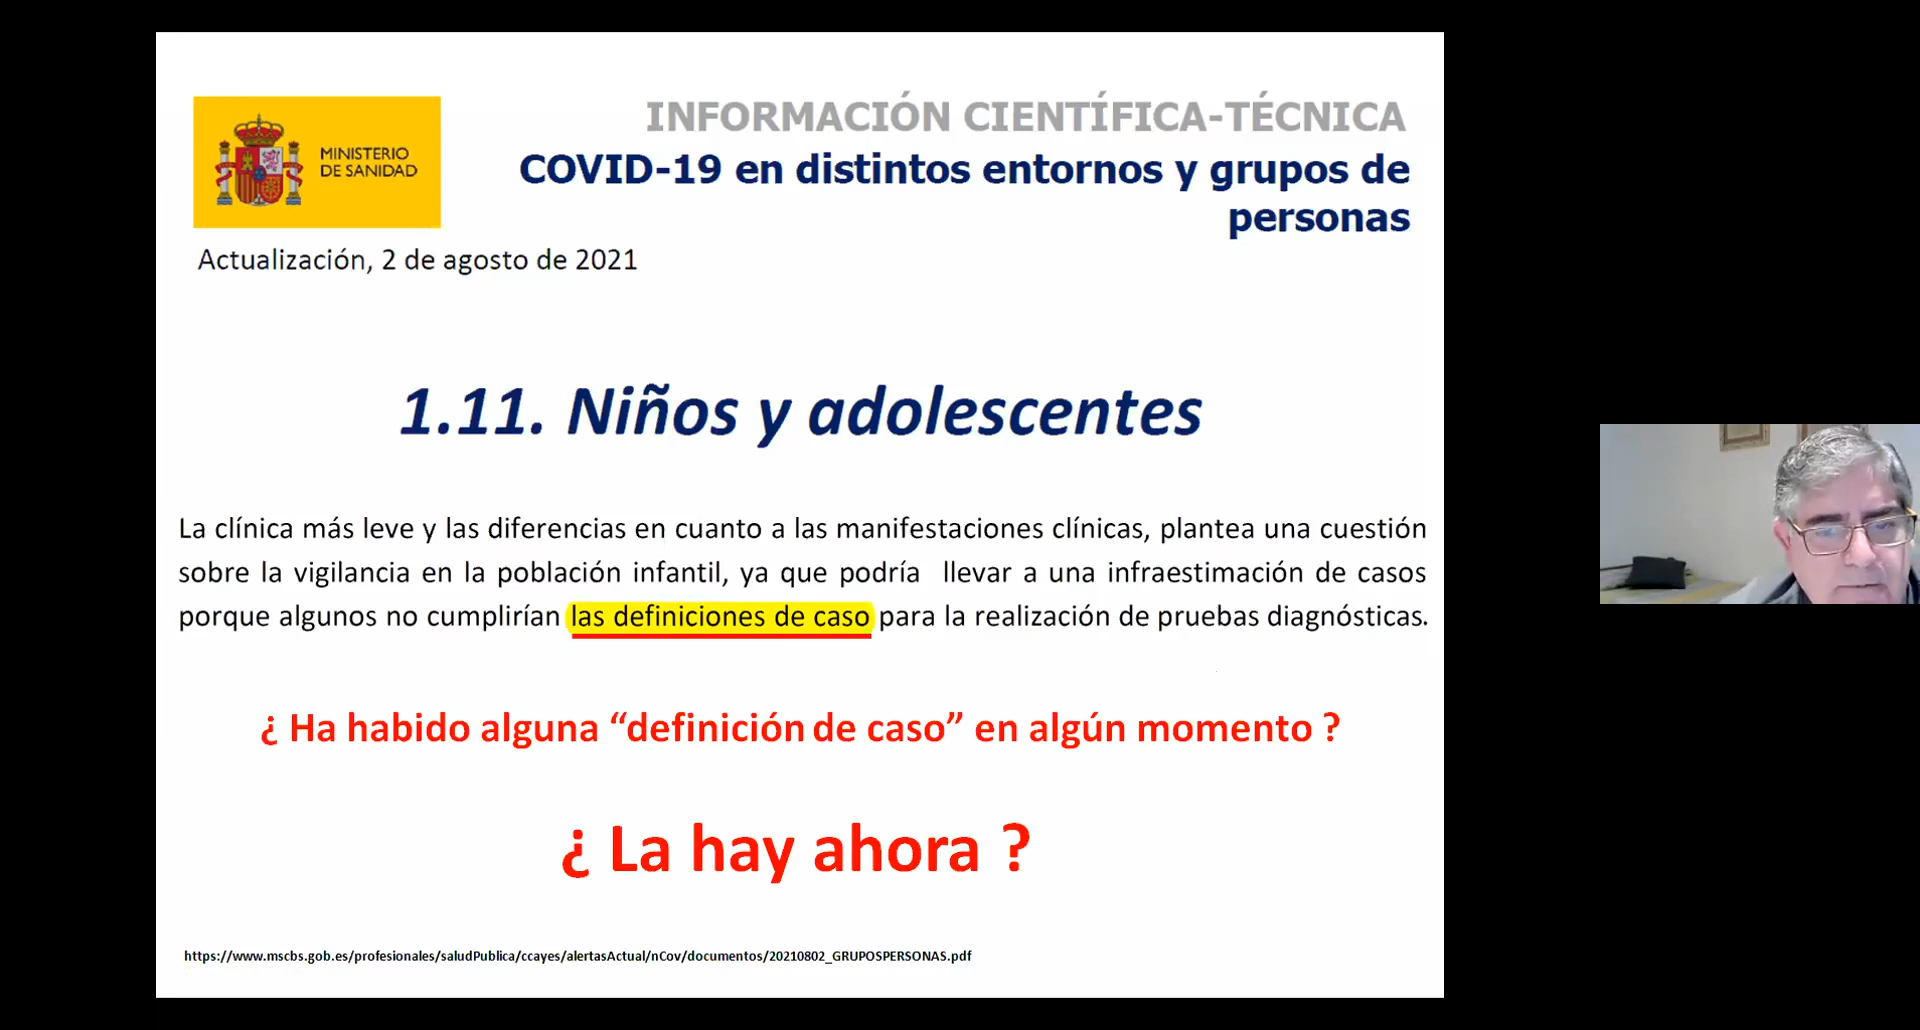 MINISTERIO
DE SANIDAD
INFORMACIÓN CIENTÍFICA-TÉCNICA
COVID-19 en distintos entornos y grupos de
personas
Actualización, 2 de agosto de 2021
1.11. Niños y adolescentes
La clínica más leve y las diferencias en cuanto a las manifestaciones clínicas, plantea una cuestión
sobre la vigilancia en la población infantil, ya que podría llevar a una infraestimación de casos
porque algunos no cumplirían las definiciones de caso para la realización de pruebas diagnósticas.
¿ Ha habido alguna “definición de caso” en algún momento ?
¿ La hay ahora ?
https://www.mscbs.gob.es/profesionales/saludPublica/ccayes/alertasActual/nCov/documentos/20210802_GRUPOSPERSONAS.pdf